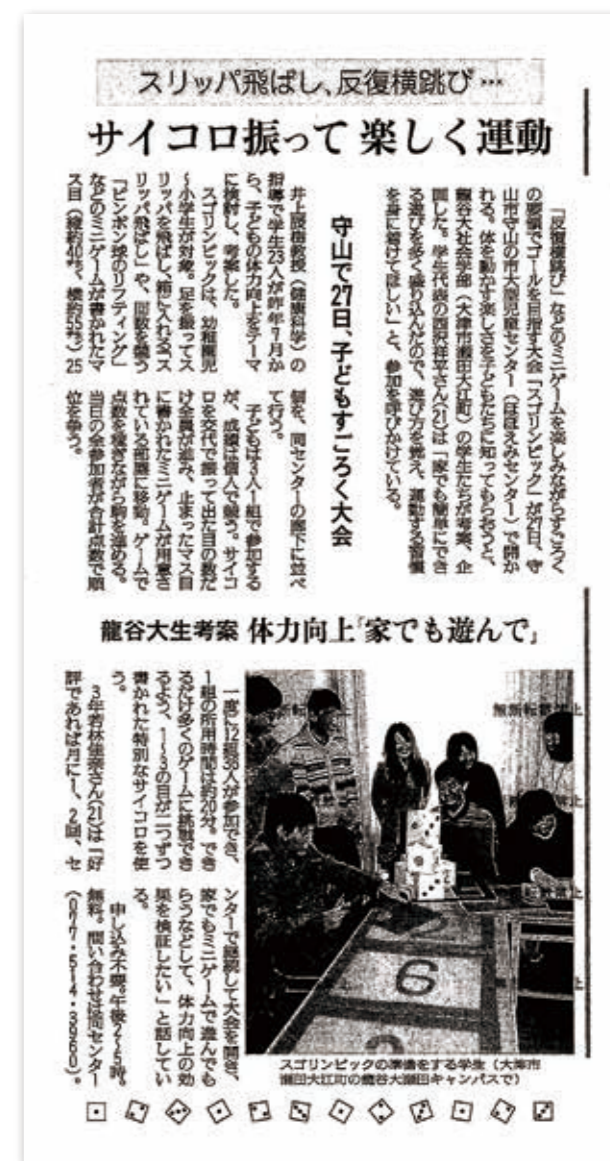 スリッパ飛ばし、反復横跳び…
サイコロ振って 楽しく運動
守山で27日、子どもすごろく大会
「反復横跳び」などのミニゲームを楽しみながらすごろく
の要領でゴールを目指す大会「スゴリンピック」が27日、守
山市守山の市大型児童センター（ほほえみセンター）で開か
れる。体を動かす楽しさを子どもたちに知ってもらおうと、
龍谷大社会学部（大津市瀬田大江町）の学生たちが考案、企
画した。学生代表の西沢祥平さん(21)は「家でも簡単にでき
る遊びを多く盛り込んだので、遊び方を覚え、運動する習慣
を身に着けてほしい」と、参加を呼びかけている。
井上辰樹教授（健康科学）の
指導で学生23人が昨年7月か
ら、子どもの体力向上をテーマ
に検討し、考案した。
スゴリンピックは、幼稚園児
～小学生が対象。足を振ってス
リッパを飛ばし、箱に入れる「ス
リッパ飛ばし」や、回数を競う
「ピンポン球のリフティング」
などのミニゲームが書かれたマ
ス目（縦約40㌢、横約55㌢）25
個を、同センターの廊下に並べ
て行う。
子どもは3人1組で参加する
が、成績は個人で競う。サイコ
ロを交代で振って出た目の数だ
け全員が進み、止まったマス目
に書かれたミニゲームが用意さ
れている部屋に移動。ゲームで
点数を稼ぎながら駒を進める。
当日の全参加者が合計点数で順
位を争う。
龍谷大生考案 体力向上「家でも遊んで」
一度に12組36人が参加でき、
1組の所用時間は約20分。でき
るだけ多くのゲームに挑戦でき
るよう、1～3の目が二つずつ
書かれた特別なサイコロを使
う。
3年若林佳奈さん(21)は「好
評であれば月に1、2回、セ
ンターで継続して大会を開き、
家でもミニゲームで遊んでも
らうなどして、体力向上の効
果を検証したい」と話してい
る。
申し込み不要。午後2～5時。
無料。問い合わせは同センター
（077・514・3960）。
無断転載禁止
6
スゴリンピックの準備をする学生（大津市
瀬田大江町の龍谷大瀬田キャンパスで）